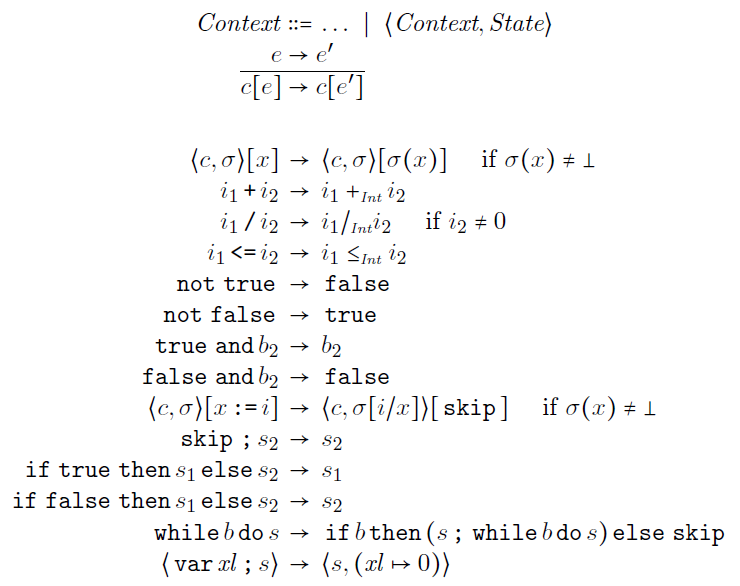 Context ::= … | ⟨Context, State⟩
e → e′
c[e] → c[e′]
⟨c, σ⟩[x] → ⟨c, σ⟩[σ(x)] if σ(x) ≠ ⊥
i₁ + i₂ → i₁ +Int i₂
i₁ / i₂ → i₁ /Int i₂ if i₂ ≠ 0
i₁ <= i₂ → i₁ ≤Int i₂
not true → false
not false → true
true and b₂ → b₂
false and b₂ → false
⟨c, σ⟩[x := i] → ⟨c, σ[i/x]⟩[skip] if σ(x) ≠ ⊥
skip ; s₂ → s₂
if true then s₁ else s₂ → s₁
if false then s₁ else s₂ → s₂
while b do s → if b then (s ; while b do s) else skip
⟨var xl ; s⟩ → ⟨s, (xl ↦ 0)⟩